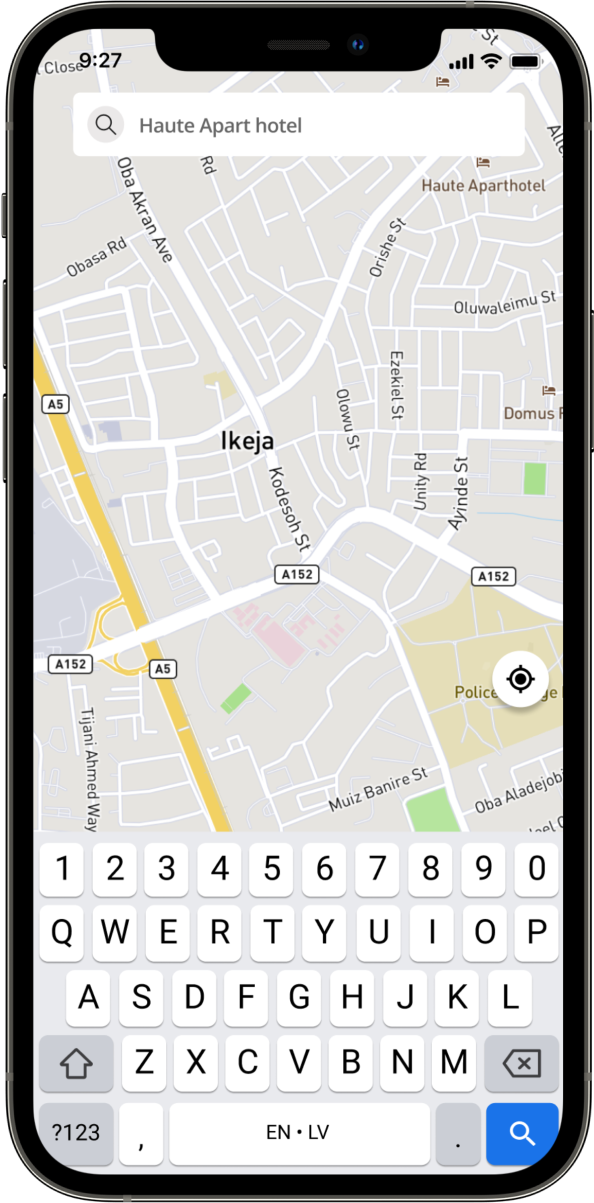 Close
9:27
St
Haute Apart hotel
Rd
Haute Aparthotel
Oba Akran Ave
Obasa Rd
Orishe St
Oluwaleimu St
Ezekiel St
A5
Olowu St
Domus
Ikeja
Unity Rd
Ayinde St
Kodesoh St
A152
A152
A152
A5
Police
Tijani Ahmed Way
Muiz Banire St
Oba Aladejobi
1 2 3 4 5 6 7 8 9 0
Q W E R T Y U I O P
A S D F G H J K L
Z X C V B N M
?123 , EN • LV .